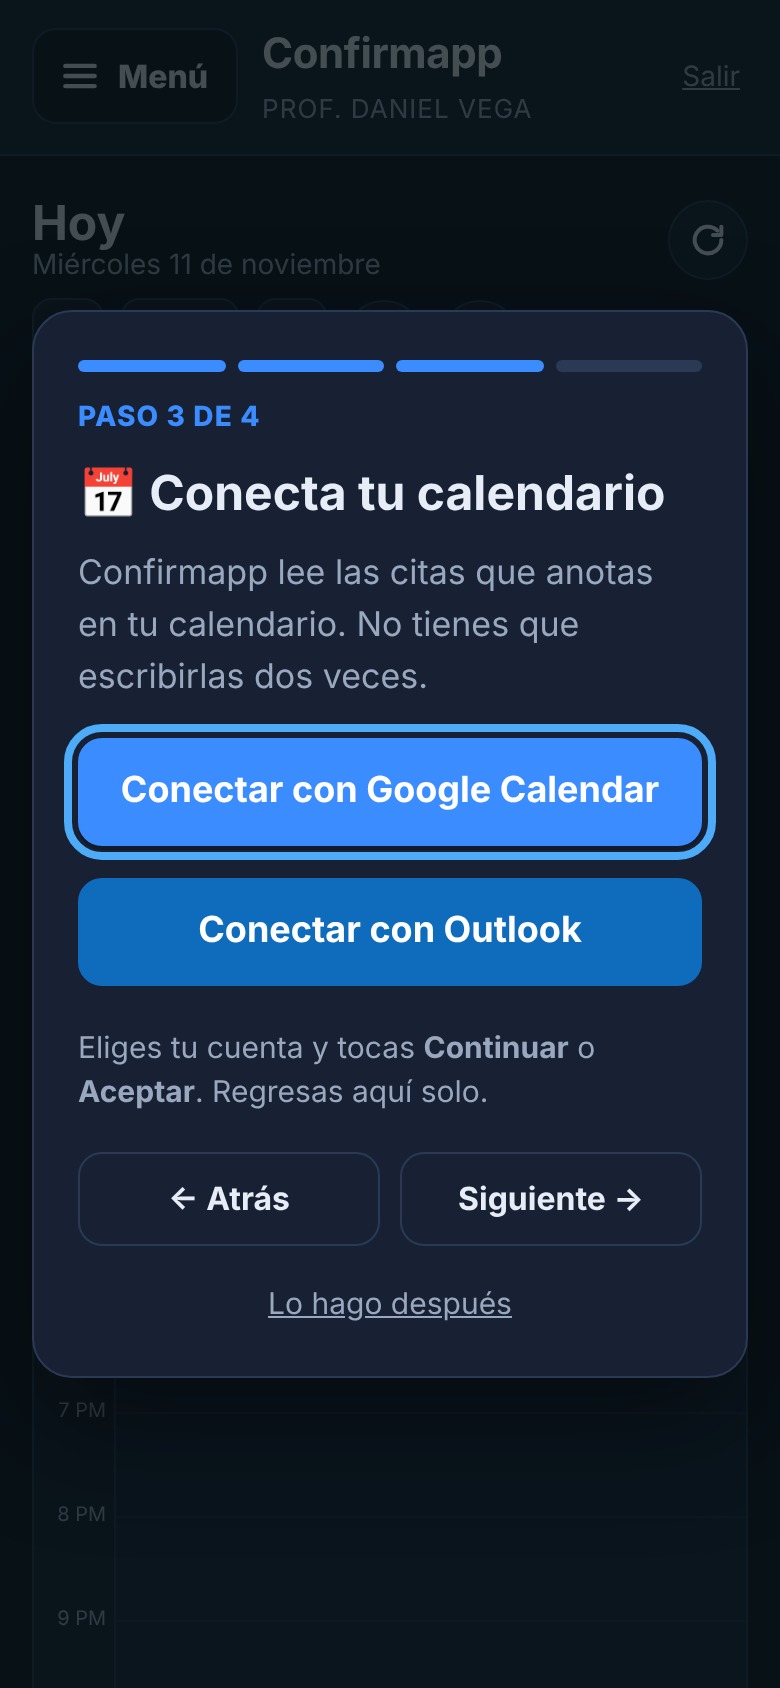 Menú
Confirmapp
PROF. DANIEL VEGA
Salir
Hoy
Miércoles 11 de noviembre
PASO 3 DE 4
July
17
Conecta tu calendario
Confirmapp lee las citas que anotas
en tu calendario. No tienes que
escribirlas dos veces.
Conectar con Google Calendar
Conectar con Outlook
Eliges tu cuenta y tocas Continuar o
Aceptar. Regresas aquí solo.
← Atrás
Siguiente →
Lo hago después
7 PM
8 PM
9 PM